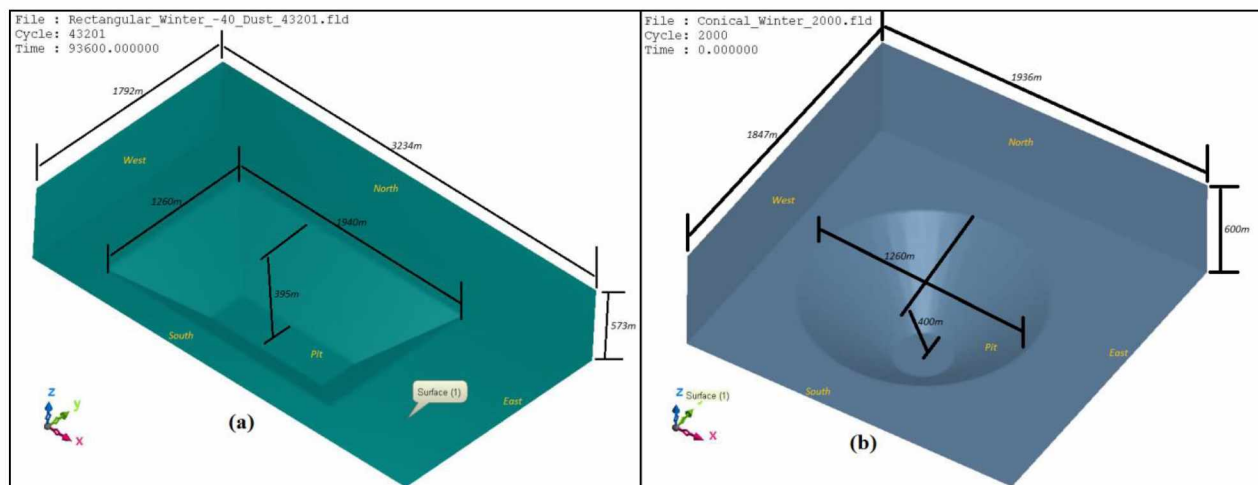 File : Rectangular_Winter_-40_Dust_43201.fld
Cycle: 43201
Time : 93600.000000
1792m
3234m
West
North
1260m
1940m
395m
573m
South
Pit
East
Surface (1)
z
y
x
(a)
File : Conical_Winter_2000.fld
Cycle: 2000
Time : 0.000000
1936m
1847m
North
West
600m
1260m
400m
Pit
East
South
z
Surface (1)
x
(b)